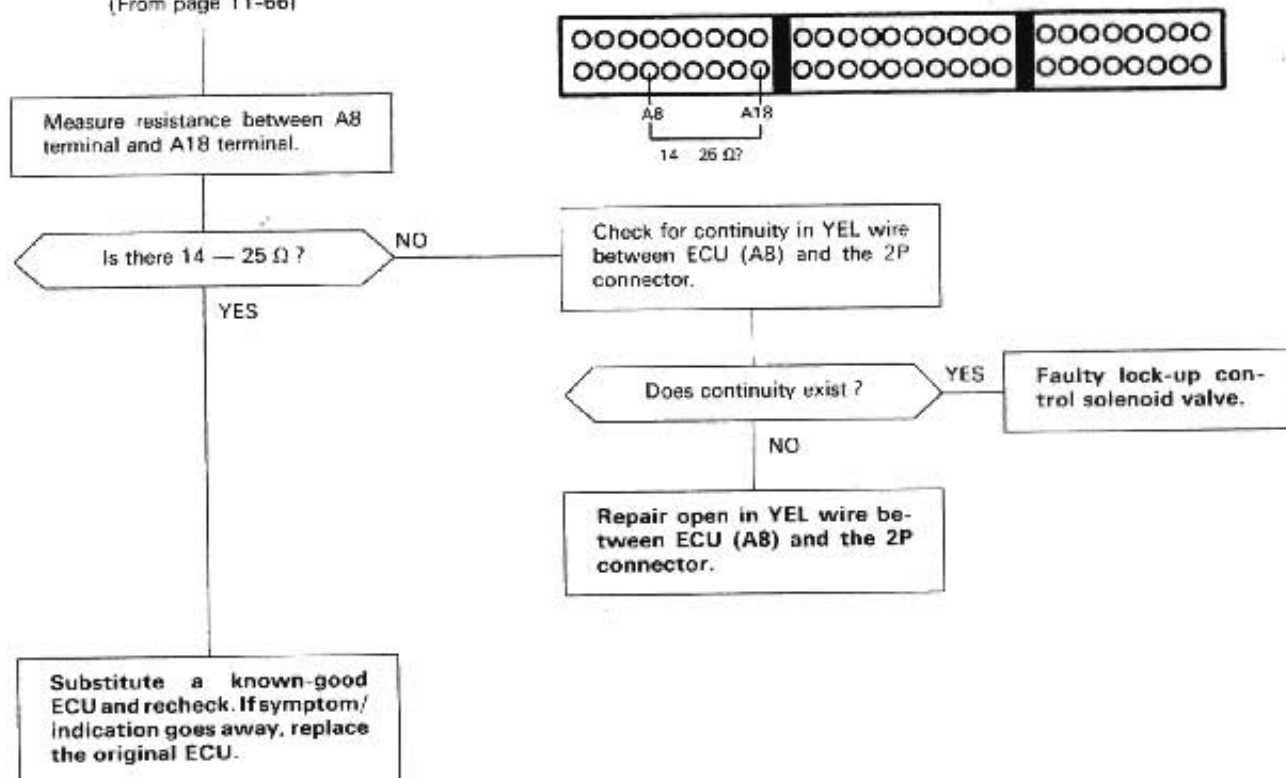 (From page 11-66)
A8
A18
14 26 Ω?
Measure resistance between A8
terminal and A18 terminal.
Is there 14 — 25 Ω ?
NO
YES
Check for continuity in YEL wire
between ECU (A8) and the 2P
connector.
Does continuity exist ?
YES
Faulty lock-up con-
trol solenoid valve.
NO
Repair open in YEL wire be-
tween ECU (A8) and the 2P
connector.
Substitute a known-good
ECU and recheck. If symptom/
indication goes away, replace
the original ECU.